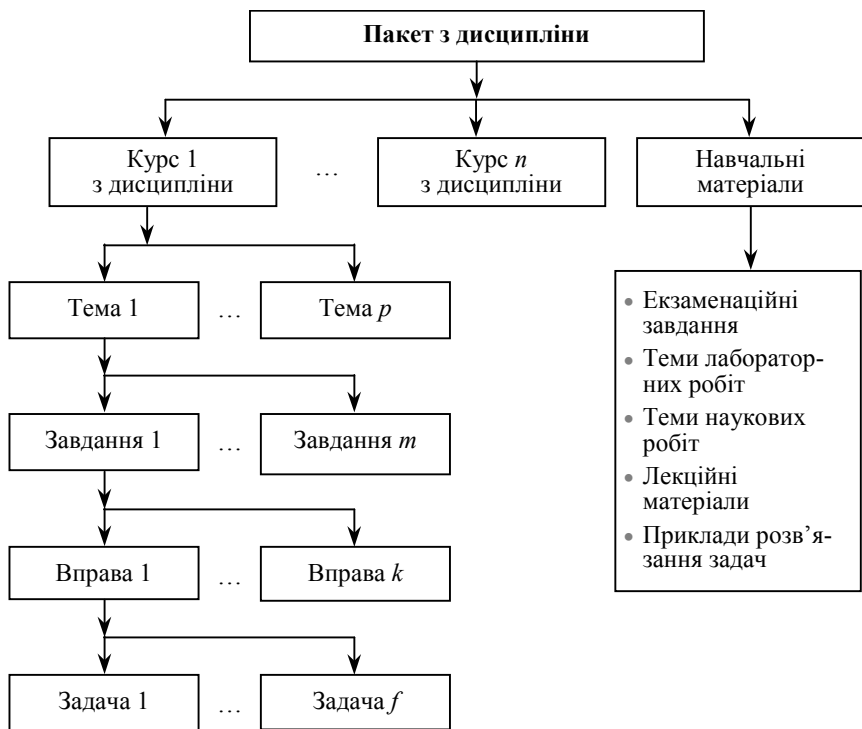 Пакет з дисципліни
Курс 1
з дисципліни
…
Курс n
з дисципліни
Навчальні
матеріали
Тема 1
…
Тема p
Завдання 1
…
Завдання m
Вправа 1
…
Вправа k
Задача 1
…
Задача f
• Екзаменаційні
завдання
• Теми лаборатор-
них робіт
• Теми наукових
робіт
• Лекційні
матеріали
• Приклади розв’я-
зання задач